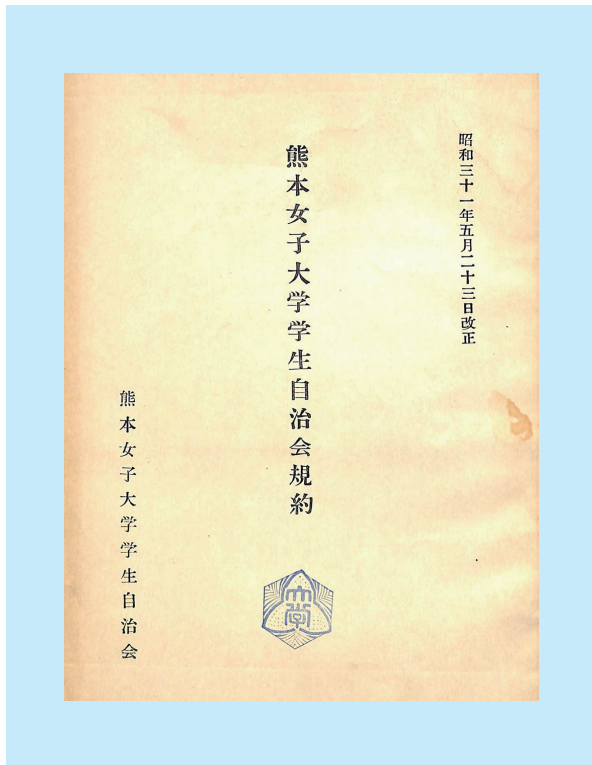 昭和三十一年五月二十三日改正
熊本女子大学学生自治会規約
熊本女子大学学生自治会
大学